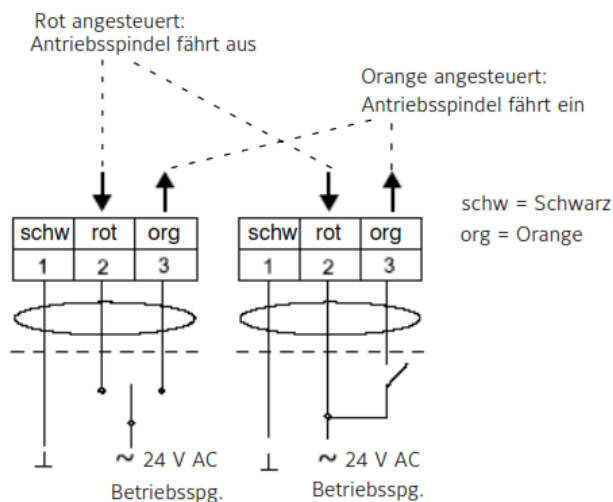 Rot angesteuert:
Antriebsspindel fährt aus
Orange angesteuert:
Antriebsspindel fährt ein
schw = Schwarz
org = Orange
schw rot org schw rot org
1 2 3 1 2 3
⊥ ~ 24 V AC ⊥ ~ 24 V AC
Betriebsspg. Betriebsspg.